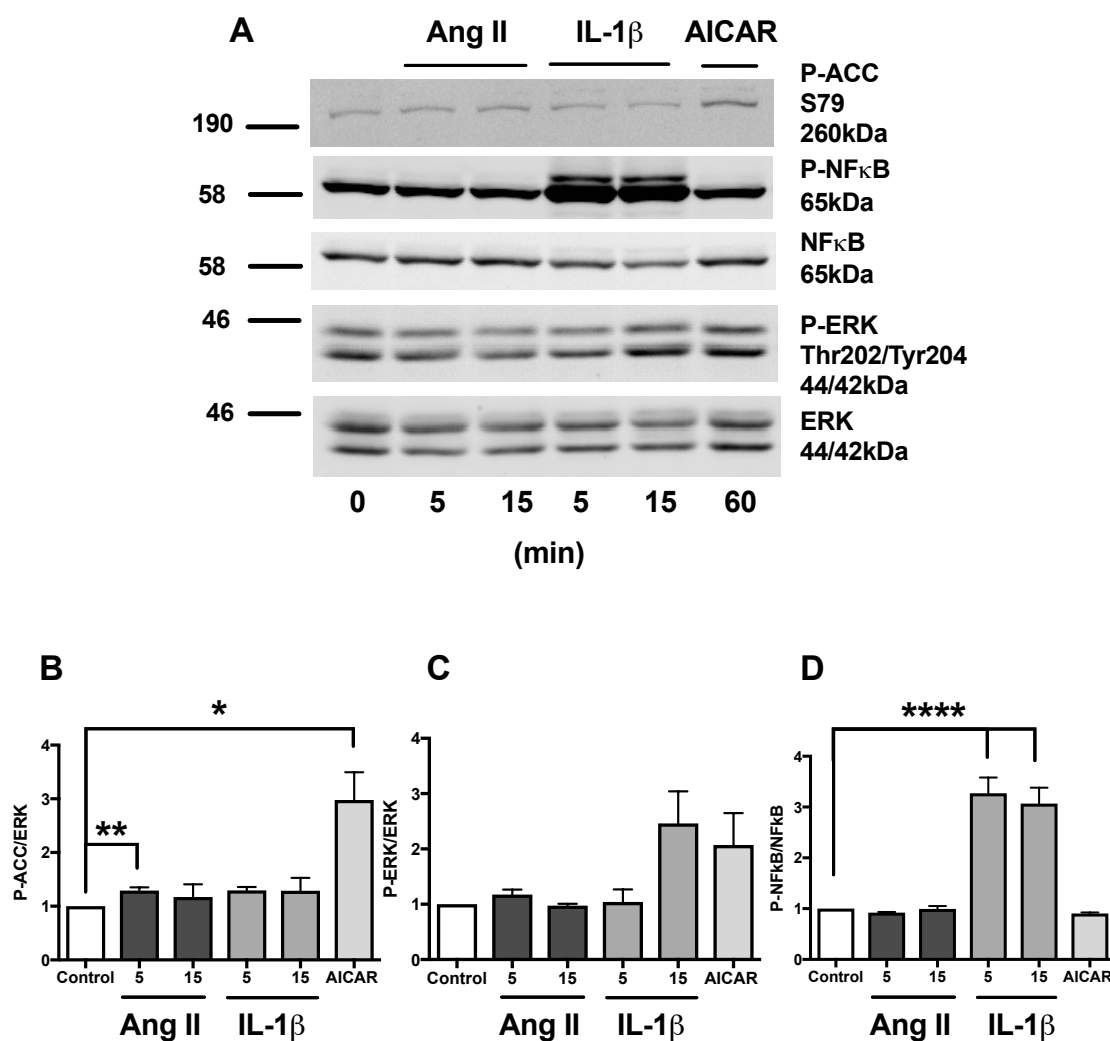 A
Ang II IL-1β AICAR
P-ACC
S79
260kDa
190
P-NFκB
65kDa
58
NFκB
65kDa
58
46
P-ERK
Thr202/Tyr204
44/42kDa
46
ERK
44/42kDa
0 5 15 5 15 60
(min)
B
*
**
P-ACC/ERK
4
3
2
1
0
Control 5 15 5 15 AICAR
Ang II IL-1β
C
P-ERK/ERK
4
3
2
1
0
Control 5 15 5 15 AICAR
Ang II IL-1β
D
****
P-NFkB/NFkB
4
3
2
1
0
Control 5 15 5 15 AICAR
Ang II IL-1β